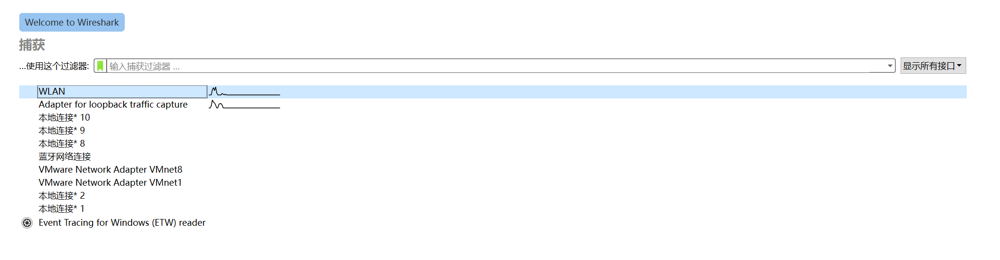 Welcome to Wireshark
捕获
...使用这个过滤器: 输入捕获过滤器 ... 显示所有接口
WLAN
Adapter for loopback traffic capture
本地连接* 10
本地连接* 9
本地连接* 8
蓝牙网络连接
VMware Network Adapter VMnet8
VMware Network Adapter VMnet1
本地连接* 2
本地连接* 1
Event Tracing for Windows (ETW) reader